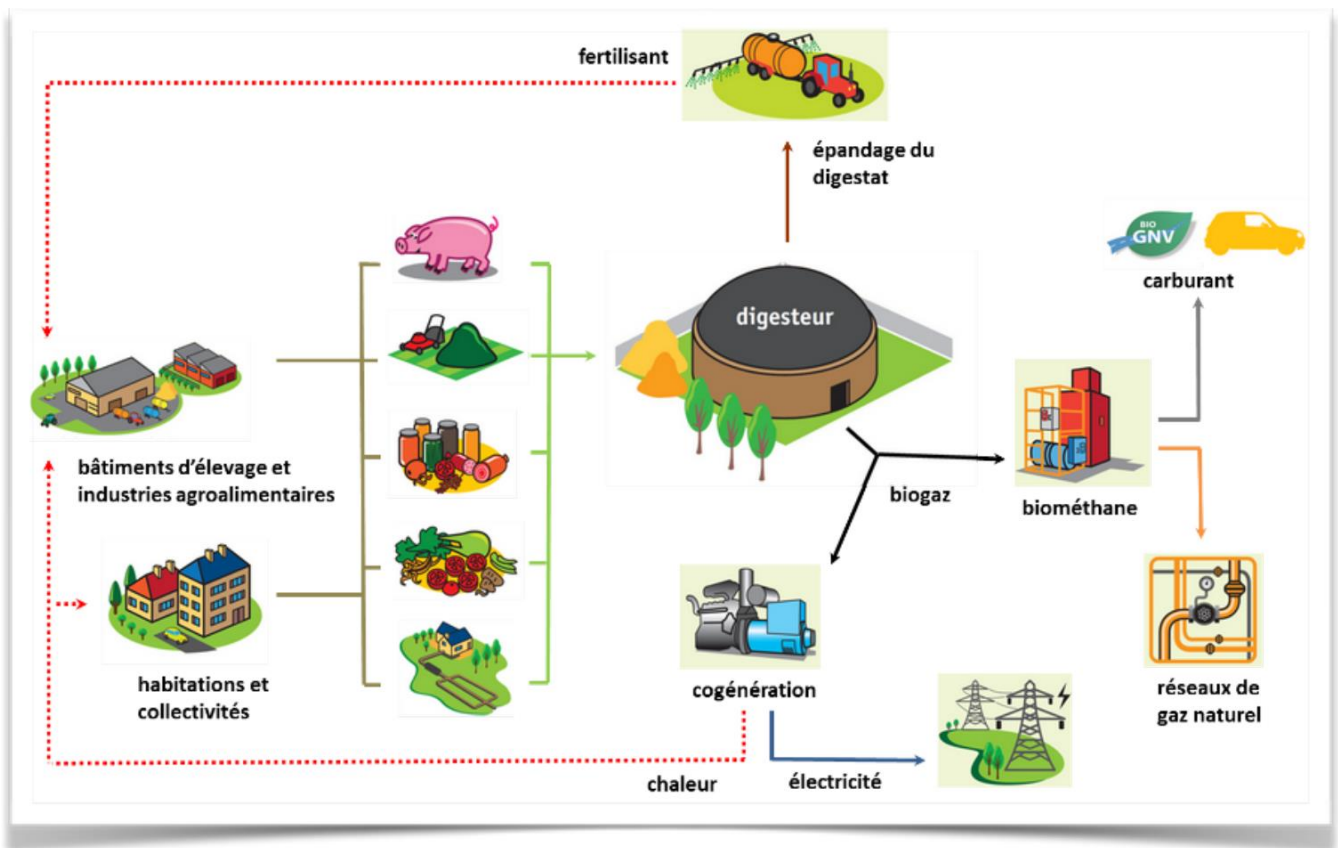 fertilisant
épandage du
digestat
BIO
GNV
carburant
digesteur
bâtiments d'élevage et
industries agroalimentaires
biogaz
biométhane
habitations et
collectivités
cogénération
réseaux de
gaz naturel
chaleur
électricité